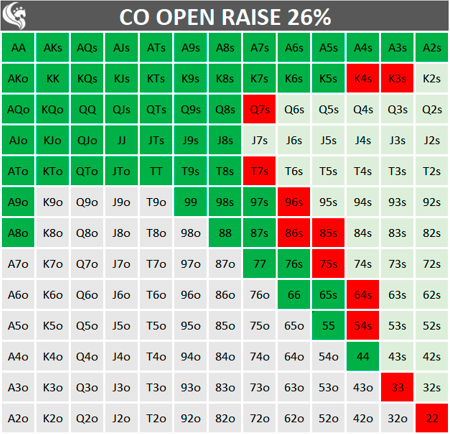 CO OPEN RAISE 26%
AA AKs AQs AJs ATs A9s A8s A7s A6s A5s A4s A3s A2s
AKo KK KQs KJs KTs K9s K8s K7s K6s K5s K4s K3s K2s
AQo KQo QQ QJs QTs Q9s Q8s Q7s Q6s Q5s Q4s Q3s Q2s
AJo KJo QJo JJ JTs J9s J8s J7s J6s J5s J4s J3s J2s
ATo KTo QTo JTo TT T9s T8s T7s T6s T5s T4s T3s T2s
A9o K9o Q9o J9o T9o 99 98s 97s 96s 95s 94s 93s 92s
A8o K8o Q8o J8o T8o 98o 88 87s 86s 85s 84s 83s 82s
A7o K7o Q7o J7o T7o 97o 87o 77 76s 75s 74s 73s 72s
A6o K6o Q6o J6o T6o 96o 86o 76o 66 65s 64s 63s 62s
A5o K5o Q5o J5o T5o 95o 85o 75o 65o 55 54s 53s 52s
A4o K4o Q4o J4o T4o 94o 84o 74o 64o 54o 44 43s 42s
A3o K3o Q3o J3o T3o 93o 83o 73o 63o 53o 43o 33 32s
A2o K2o Q2o J2o T2o 92o 82o 72o 62o 52o 42o 32o 22